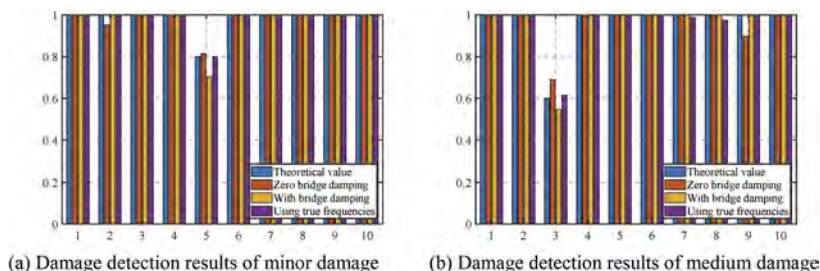 1
0.8
0.6
0.4
0.2
0
1 2 3 4 5 6 7 8 9 10
Theoretical value
Zero bridge damping
With bridge damping
Using true frequencies
(a) Damage detection results of minor damage
1
0.8
0.6
0.4
0.2
0
1 2 3 4 5 6 7 8 9 10
Theoretical value
Zero bridge damping
With bridge damping
Using true frequencies
(b) Damage detection results of medium damage